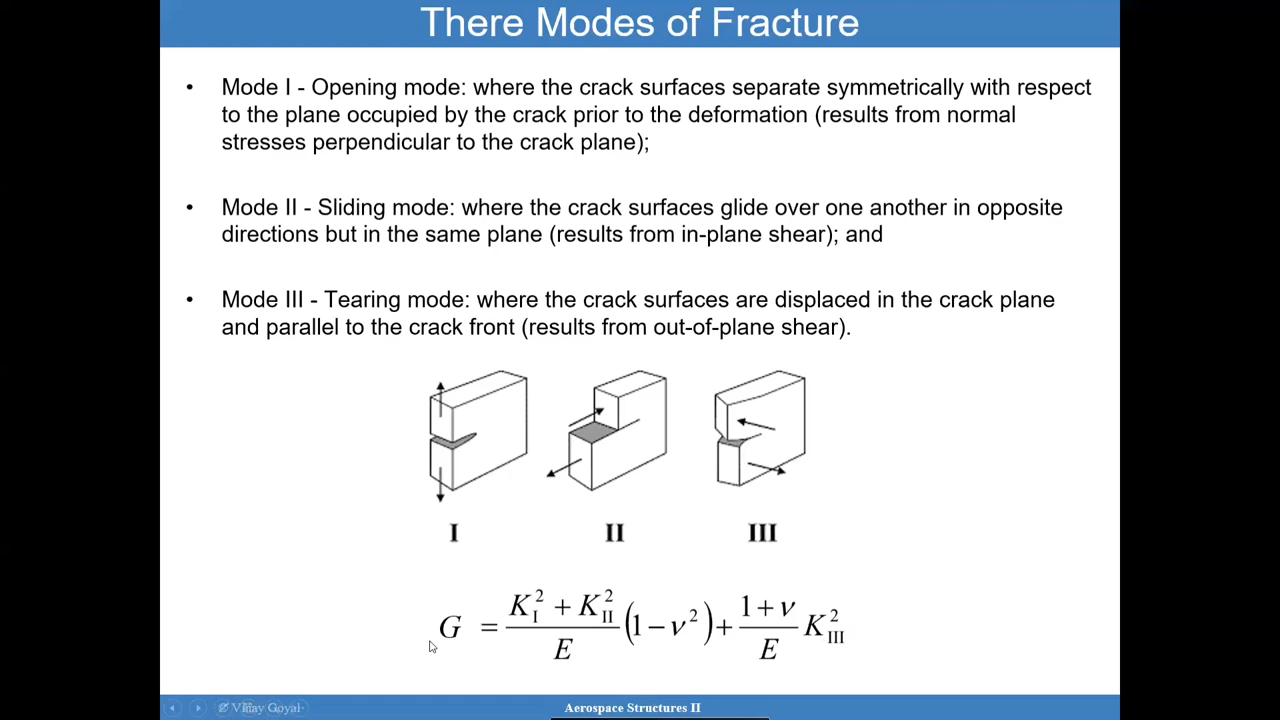 There Modes of Fracture
• Mode I - Opening mode: where the crack surfaces separate symmetrically with respect
to the plane occupied by the crack prior to the deformation (results from normal
stresses perpendicular to the crack plane);
• Mode II - Sliding mode: where the crack surfaces glide over one another in opposite
directions but in the same plane (results from in-plane shear); and
• Mode III - Tearing mode: where the crack surfaces are displaced in the crack plane
and parallel to the crack front (results from out-of-plane shear).
I II III
G = (K_I^2 + K_II^2)/E (1 − ν^2) + (1 + ν)/E K_III^2
Goyal
Aerospace Structures II